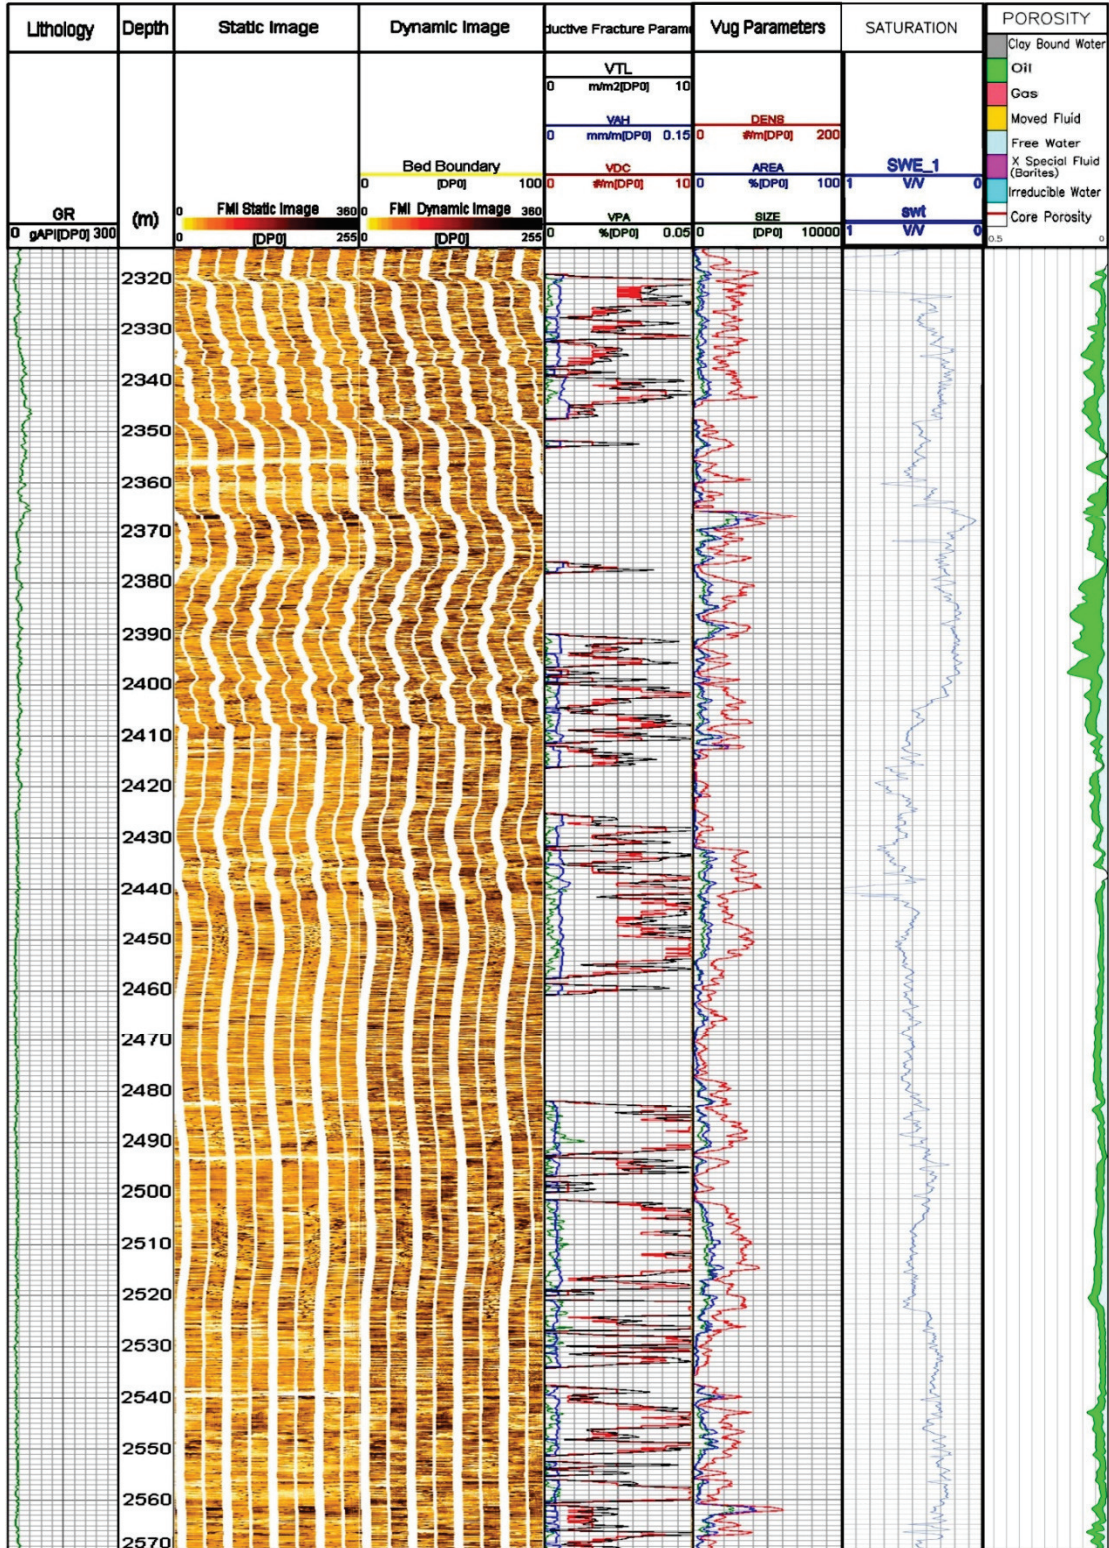 Lithology
Depth
Static Image
Dynamic Image
ductive Fracture Param
Vug Parameters
SATURATION
POROSITY
Clay Bound Water
Oil
Gas
Moved Fluid
Free Water
X Special Fluid
(Barites)
Irreducible Water
Core Porosity
0.5 0
VTL
0 m/m2[DP0] 10
VAH
0 mm/m[DP0] 0.15
VDC
0 #/m[DP0] 10
VPA
0 %[DP0] 0.05
DENS
0 #/m[DP0] 200
AREA
0 %[DP0] 100
SIZE
0 [DP0] 10000
SWE_1
1 V/V 0
swt
1 V/V 0
Bed Boundary
0 [DP0] 100
GR
0 gAPI[DP0] 300
(m)
0 FMI Static Image 360
0 [DP0] 255
0 FMI Dynamic Image 360
0 [DP0] 255
2320
2330
2340
2350
2360
2370
2380
2390
2400
2410
2420
2430
2440
2450
2460
2470
2480
2490
2500
2510
2520
2530
2540
2550
2560
2570